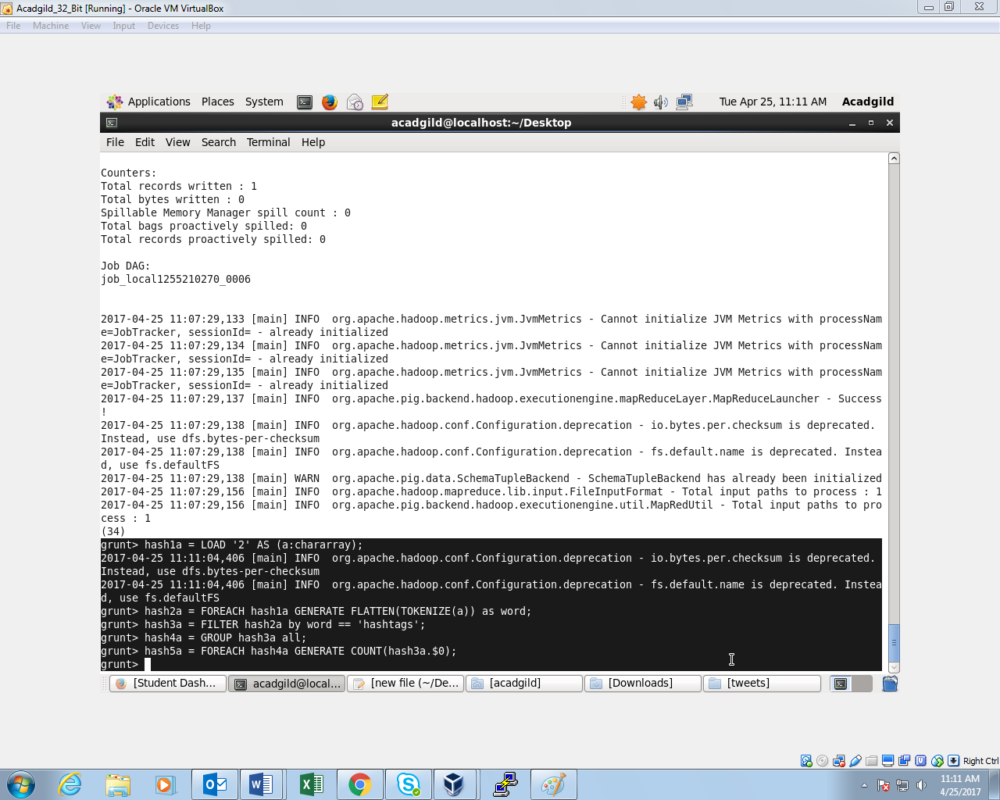 Acadgild_32_Bit [Running] - Oracle VM VirtualBox
File Machine View Input Devices Help
Applications Places System Tue Apr 25, 11:11 AM Acadgild
acadgild@localhost:~/Desktop
File Edit View Search Terminal Help
Counters:
Total records written : 1
Total bytes written : 0
Spillable Memory Manager spill count : 0
Total bags proactively spilled: 0
Total records proactively spilled: 0
Job DAG:
job_local1255210270_0006
2017-04-25 11:07:29,133 [main] INFO  org.apache.hadoop.metrics.jvm.JvmMetrics - Cannot initialize JVM Metrics with processNam
e=JobTracker, sessionId= - already initialized
2017-04-25 11:07:29,134 [main] INFO  org.apache.hadoop.metrics.jvm.JvmMetrics - Cannot initialize JVM Metrics with processNam
e=JobTracker, sessionId= - already initialized
2017-04-25 11:07:29,135 [main] INFO  org.apache.hadoop.metrics.jvm.JvmMetrics - Cannot initialize JVM Metrics with processNam
e=JobTracker, sessionId= - already initialized
2017-04-25 11:07:29,137 [main] INFO  org.apache.pig.backend.hadoop.executionengine.mapReduceLayer.MapReduceLauncher - Success
!
2017-04-25 11:07:29,138 [main] INFO  org.apache.hadoop.conf.Configuration.deprecation - io.bytes.per.checksum is deprecated.
Instead, use dfs.bytes-per-checksum
2017-04-25 11:07:29,138 [main] INFO  org.apache.hadoop.conf.Configuration.deprecation - fs.default.name is deprecated. Instea
d, use fs.defaultFS
2017-04-25 11:07:29,138 [main] WARN  org.apache.pig.data.SchemaTupleBackend - SchemaTupleBackend has already been initialized
2017-04-25 11:07:29,156 [main] INFO  org.apache.hadoop.mapreduce.lib.input.FileInputFormat - Total input paths to process : 1
2017-04-25 11:07:29,156 [main] INFO  org.apache.pig.backend.hadoop.executionengine.util.MapRedUtil - Total input paths to pro
cess : 1
(34)
grunt> hash1a = LOAD '2' AS (a:chararray);
2017-04-25 11:11:04,406 [main] INFO  org.apache.hadoop.conf.Configuration.deprecation - io.bytes.per.checksum is deprecated.
Instead, use dfs.bytes-per-checksum
2017-04-25 11:11:04,406 [main] INFO  org.apache.hadoop.conf.Configuration.deprecation - fs.default.name is deprecated. Instea
d, use fs.defaultFS
grunt> hash2a = FOREACH hash1a GENERATE FLATTEN(TOKENIZE(a)) as word;
grunt> hash3a = FILTER hash2a by word == 'hashtags';
grunt> hash4a = GROUP hash3a all;
grunt> hash5a = FOREACH hash4a GENERATE COUNT(hash3a.$0);
grunt>
[Student Dash... acadgild@local... [new file (~/De... [acadgild] [Downloads] [tweets]
Right Ctrl
11:11 AM
4/25/2017